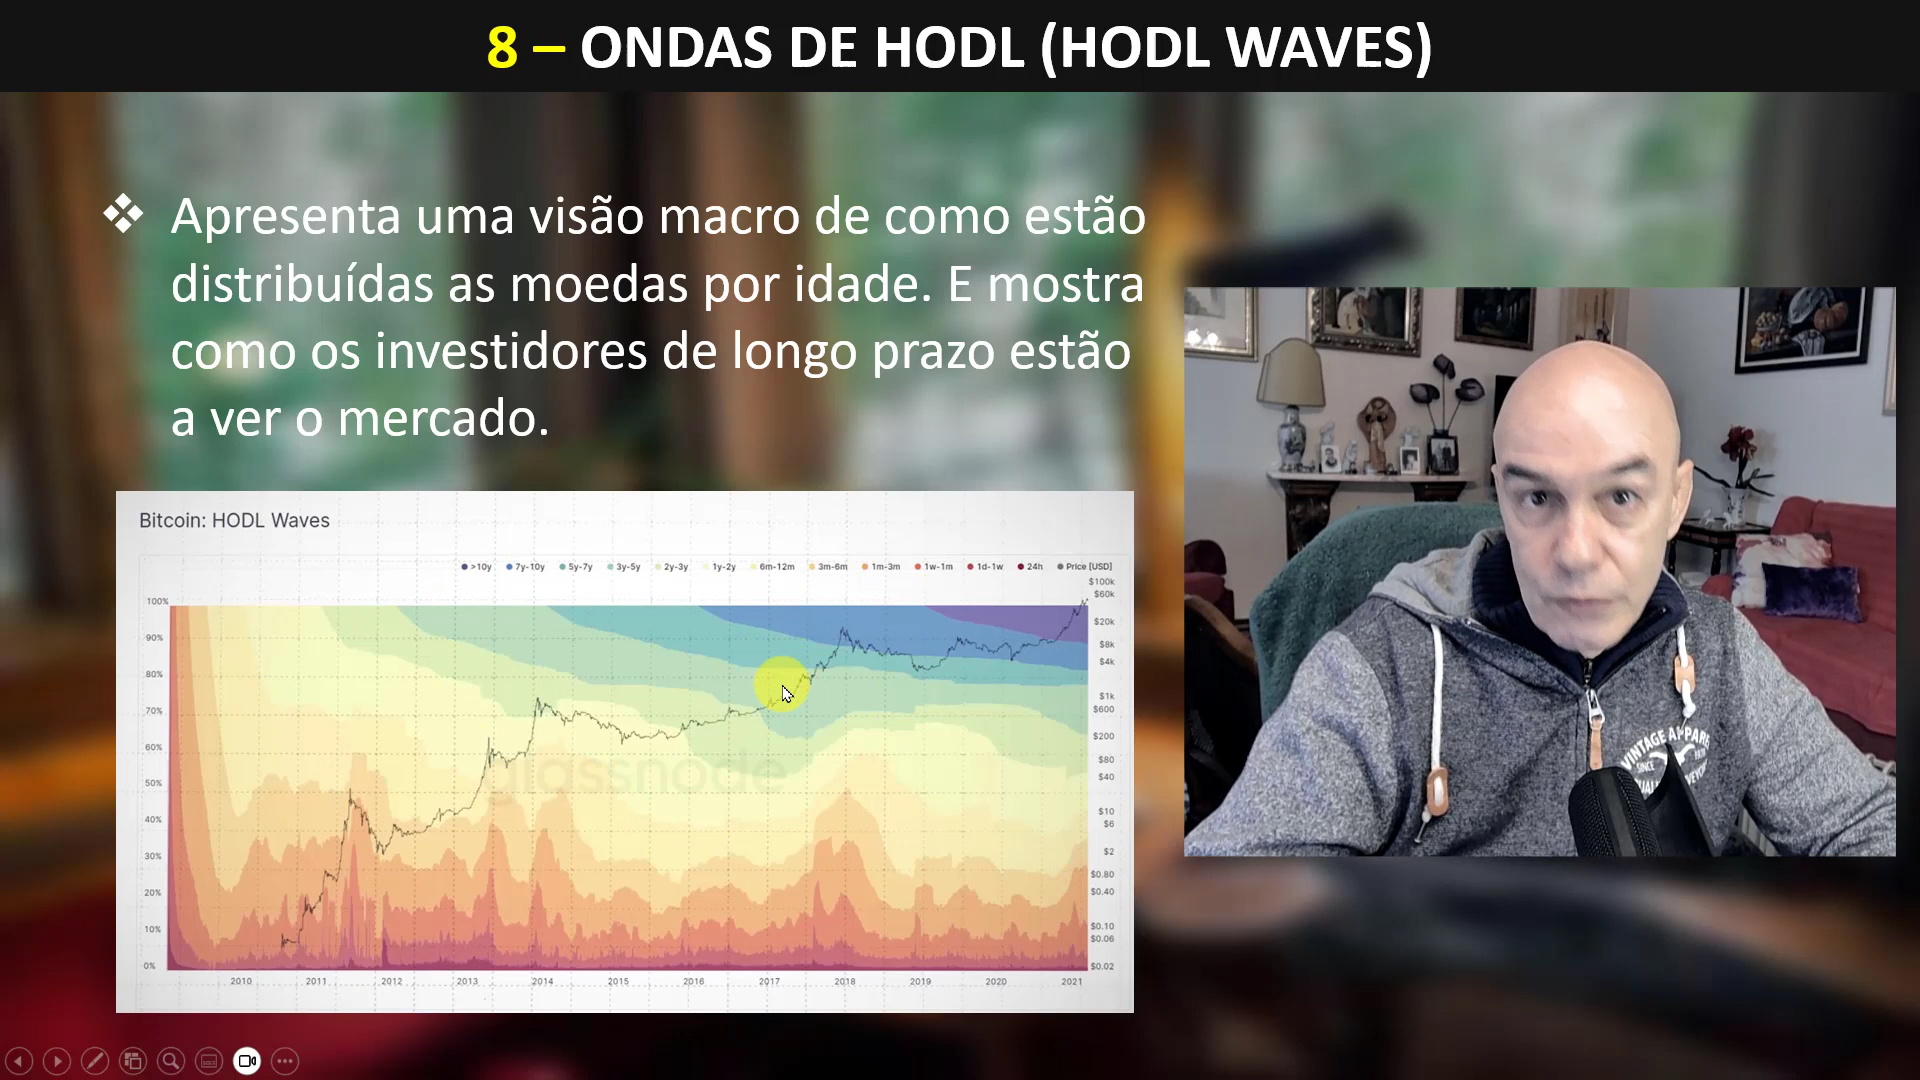 8 – ONDAS DE HODL (HODL WAVES)
❖ Apresenta uma visão macro de como estão
distribuídas as moedas por idade. E mostra
como os investidores de longo prazo estão
a ver o mercado.
Bitcoin: HODL Waves
>10y 7y-10y 5y-7y 3y-5y 2y-3y 1y-2y 6m-12m 3m-6m 1m-3m 1w-1m 1d-1w 24h Price [USD]
100%
90%
80%
70%
60%
50%
40%
30%
20%
10%
0%
$100k
$60k
$20k
$8k
$4k
$1k
$600
$200
$80
$40
$10
$6
$2
$0.80
$0.40
$0.10
$0.06
$0.02
glassnode
2010 2011 2012 2013 2014 2015 2016 2017 2018 2019 2020 2021
VINTAGE APPARE
SINCE